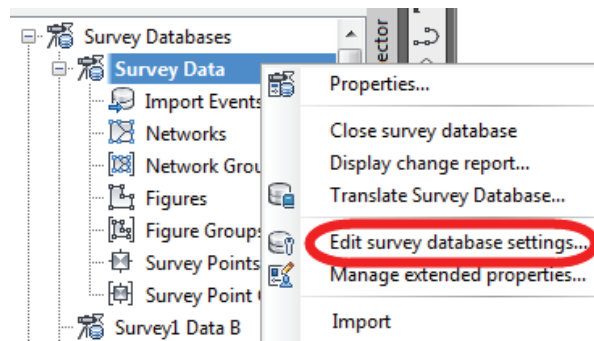 Survey Databases
Survey Data
Import Events
Networks
Network Grou
Figures
Figure Groups
Survey Points
Survey Point
Survey1 Data B
Properties...
Close survey database
Display change report...
Translate Survey Database...
Edit survey database settings...
Manage extended properties...
Import
ector